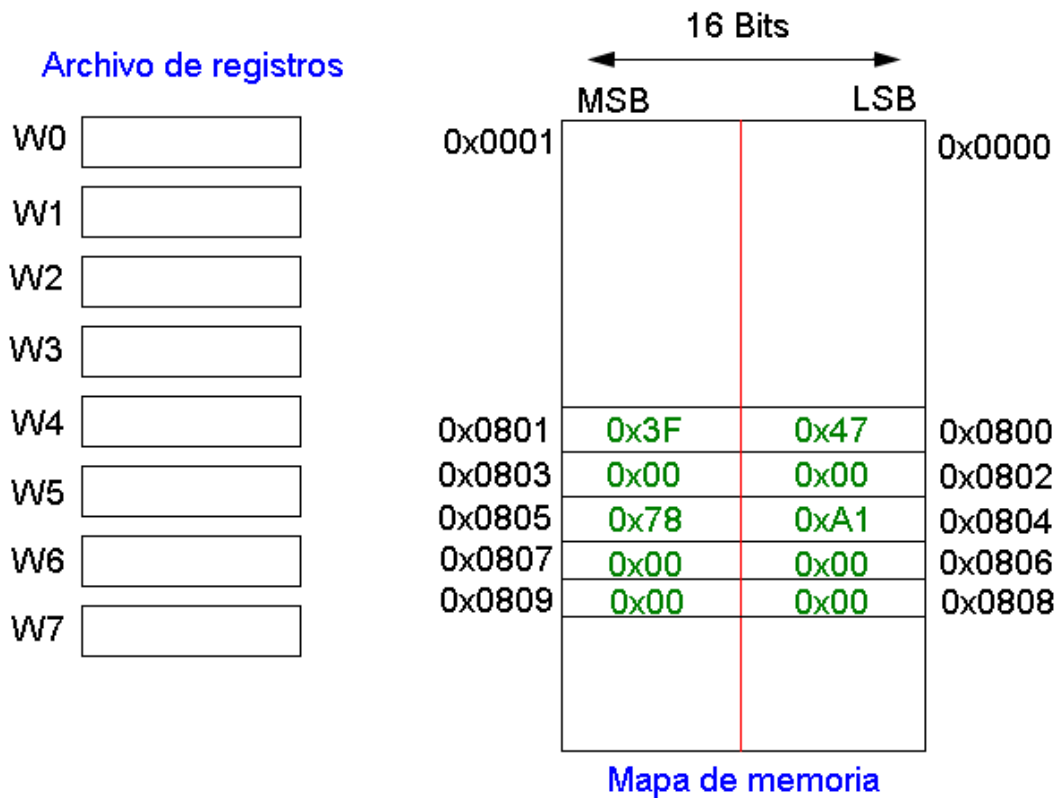 16 Bits
Archivo de registros
MSB LSB
W0
0x0001 0x0000
W1
W2
W3
W4
0x0801 0x3F 0x47 0x0800
0x0803 0x00 0x00 0x0802
W5
0x0805 0x78 0xA1 0x0804
W6
0x0807 0x00 0x00 0x0806
0x0809 0x00 0x00 0x0808
W7
Mapa de memoria